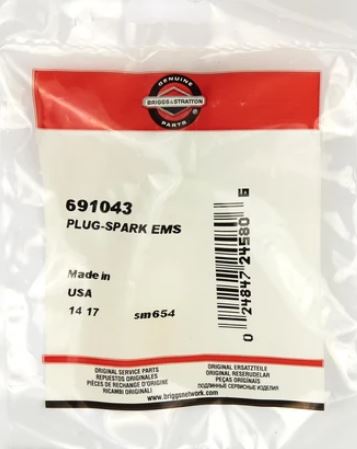 GENUINE
BRIGGS & STRATTON
PARTS
691043
PLUG-SPARK EMS
Made in
USA
14 17 sm654
0 24847 24580 5
ORIGINAL SERVICE PARTS
REPUESTOS ORIGINALES
PIÈCES DE RECHANGE D'ORIGINE
RICAMBI ORIGINALI
ORIGINAL ERSATZTEILE
ORIGINAL RESERDELAR
PEÇAS ORIGINAIS
ПОДЛИННЫЕ СЕРВИСНЫЕ ИЗДЕЛИЯ
www.briggsnetwork.com